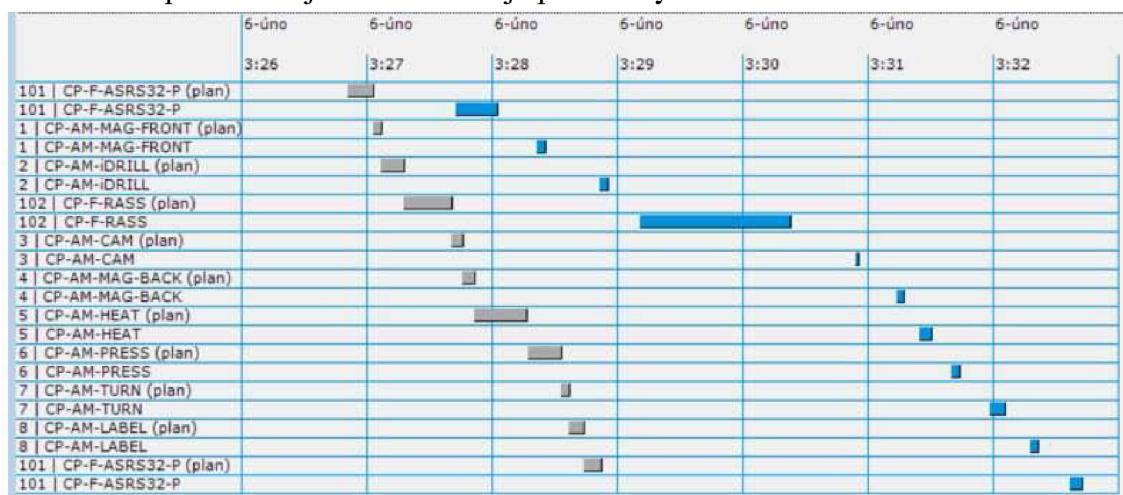 6-úno 6-úno 6-úno 6-úno 6-úno 6-úno 6-úno
3:26 3:27 3:28 3:29 3:30 3:31 3:32
101 | CP-F-ASRS32-P (plan)
101 | CP-F-ASRS32-P
1 | CP-AM-MAG-FRONT (plan)
1 | CP-AM-MAG-FRONT
2 | CP-AM-iDRILL (plan)
2 | CP-AM-iDRILL
102 | CP-F-RASS (plan)
102 | CP-F-RASS
3 | CP-AM-CAM (plan)
3 | CP-AM-CAM
4 | CP-AM-MAG-BACK (plan)
4 | CP-AM-MAG-BACK
5 | CP-AM-HEAT (plan)
5 | CP-AM-HEAT
6 | CP-AM-PRESS (plan)
6 | CP-AM-PRESS
7 | CP-AM-TURN (plan)
7 | CP-AM-TURN
8 | CP-AM-LABEL (plan)
8 | CP-AM-LABEL
101 | CP-F-ASRS32-P (plan)
101 | CP-F-ASRS32-P